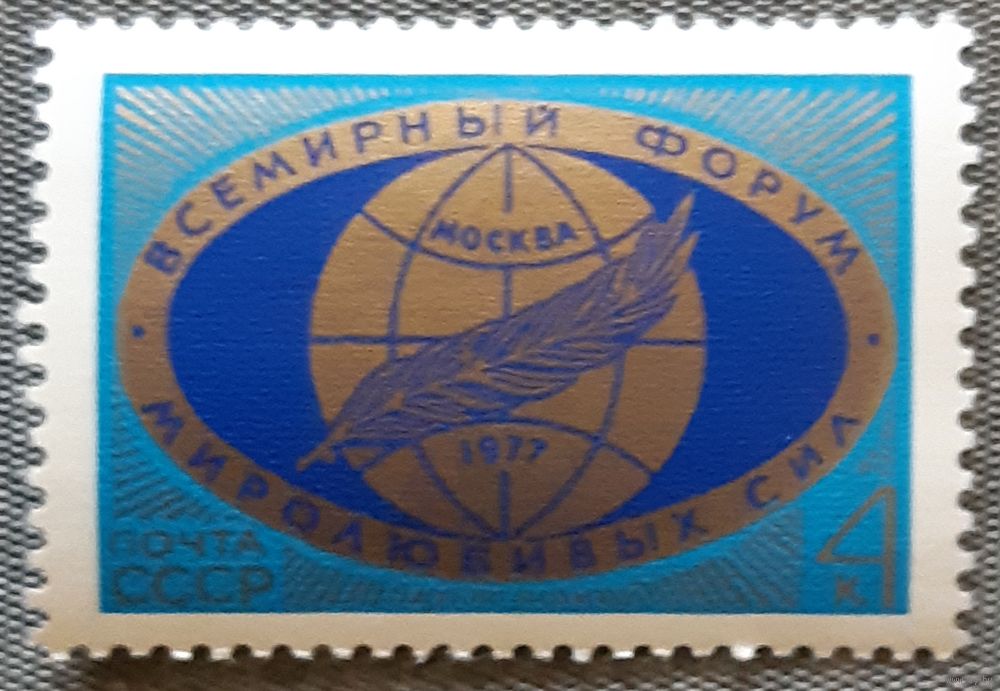 ВСЕМИРНЫЙ ФОРУМ
МОСКВА
1977
· МИРОЛЮБИВЫХ СИЛ ·
ПОЧТА
СССР
4 к.